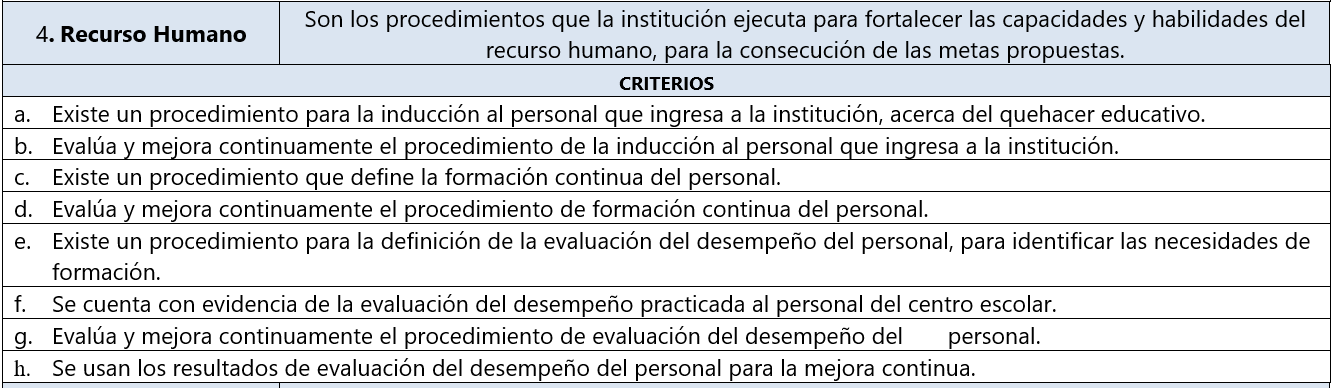 4. Recurso Humano
Son los procedimientos que la institución ejecuta para fortalecer las capacidades y habilidades del
recurso humano, para la consecución de las metas propuestas.
CRITERIOS
a. Existe un procedimiento para la inducción al personal que ingresa a la institución, acerca del quehacer educativo.
b. Evalúa y mejora continuamente el procedimiento de la inducción al personal que ingresa a la institución.
c. Existe un procedimiento que define la formación continua del personal.
d. Evalúa y mejora continuamente el procedimiento de formación continua del personal.
e. Existe un procedimiento para la definición de la evaluación del desempeño del personal, para identificar las necesidades de
formación.
f. Se cuenta con evidencia de la evaluación del desempeño practicada al personal del centro escolar.
g. Evalúa y mejora continuamente el procedimiento de evaluación del desempeño del personal.
h. Se usan los resultados de evaluación del desempeño del personal para la mejora continua.